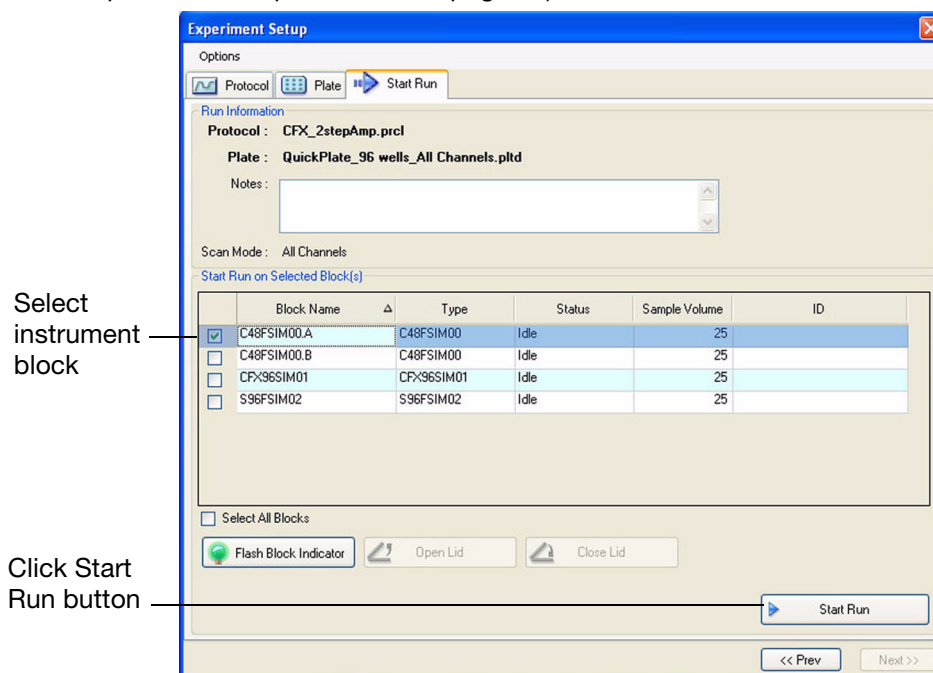 Experiment Setup
Options
Protocol Plate Start Run
Run Information
Protocol : CFX_2stepAmp.prcl
Plate : QuickPlate_96 wells_All Channels.pltd
Notes :
Scan Mode : All Channels
Start Run on Selected Block(s)
Block Name Type Status Sample Volume ID
C48FSIM00.A C48FSIM00 Idle 25
C48FSIM00.B C48FSIM00 Idle 25
CFX96SIM01 CFX96SIM01 Idle 25
S96FSIM02 S96FSIM02 Idle 25
Select
instrument
block
Select All Blocks
Flash Block Indicator Open Lid Close Lid
Click Start
Run button
Start Run
<< Prev Next >>